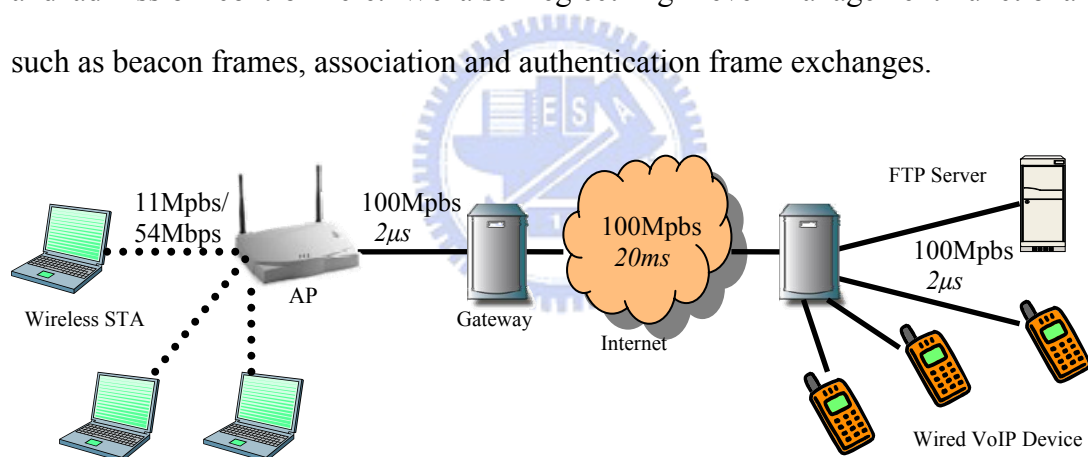 such as beacon frames, association and authentication frame exchanges.
E S A
FTP Server
11Mpbs/
54Mbps
100Mpbs
2μs
100Mpbs
20ms
100Mpbs
2μs
AP
Wireless STA
Gateway
Internet
Wired VoIP Device